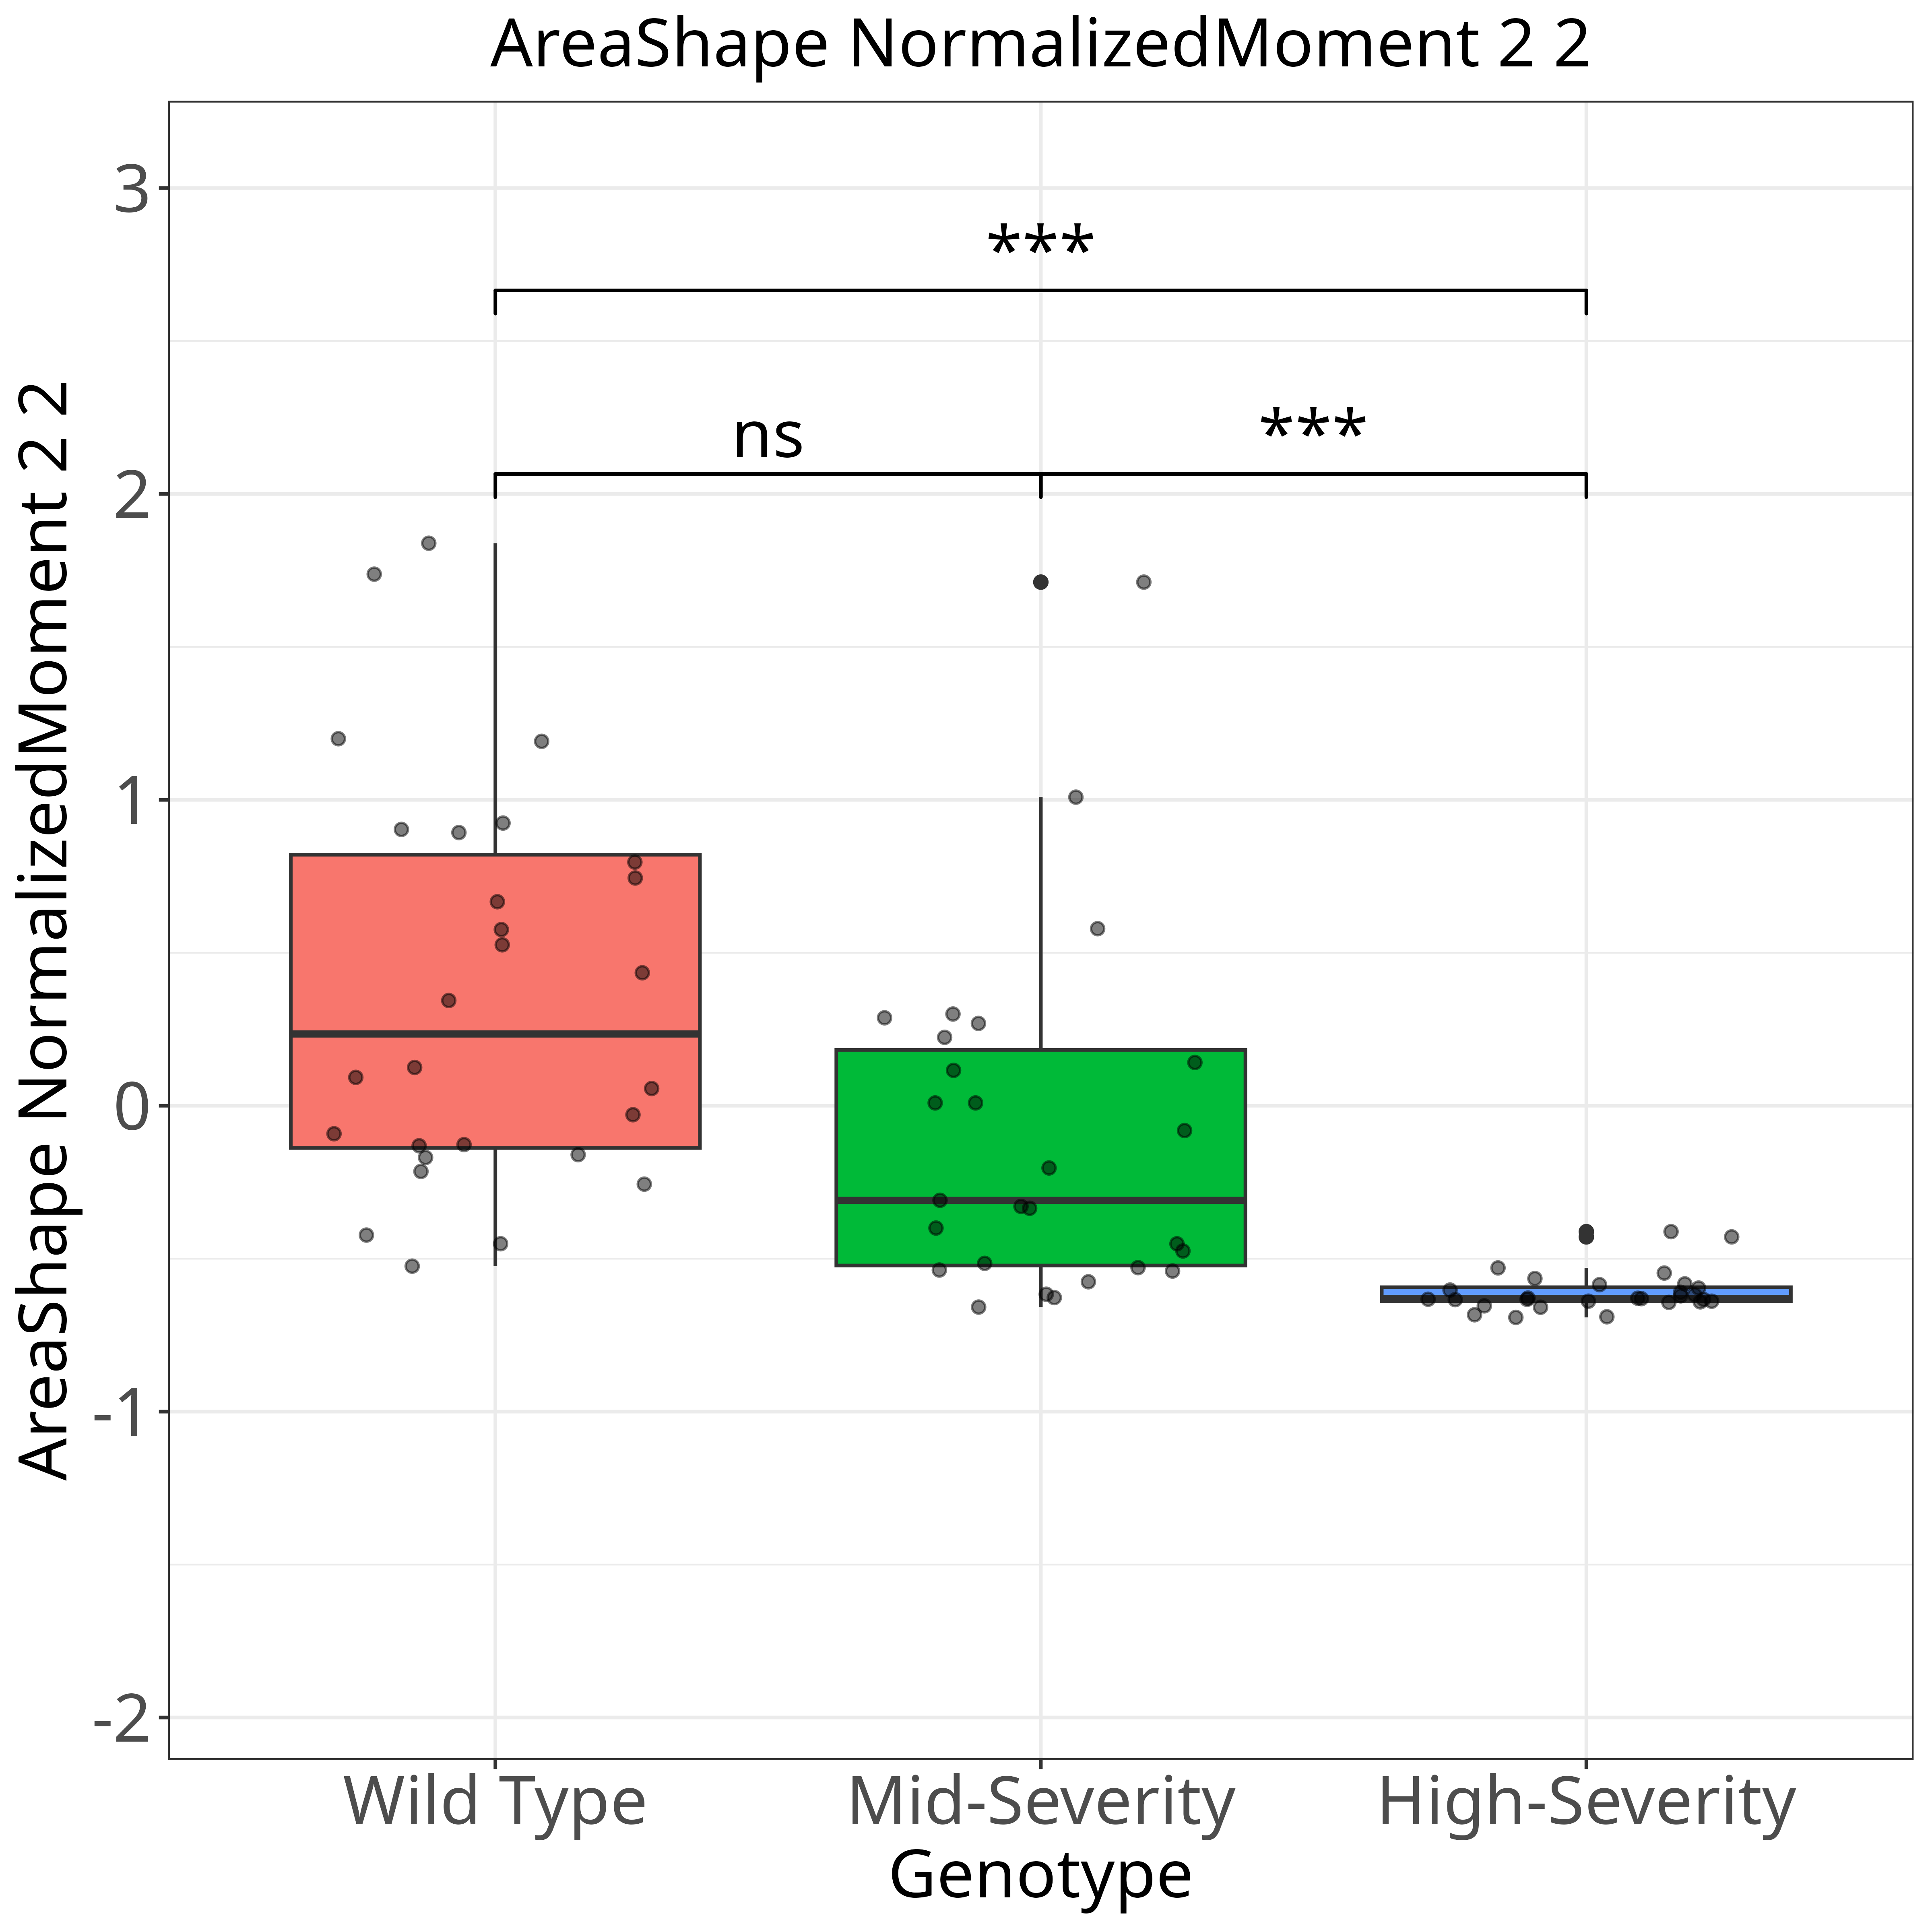 AreaShape NormalizedMoment 2 2
AreaShape NormalizedMoment 2 2
3
2
1
0
-1
-2
***
ns
***
Wild Type
Mid-Severity
High-Severity
Genotype